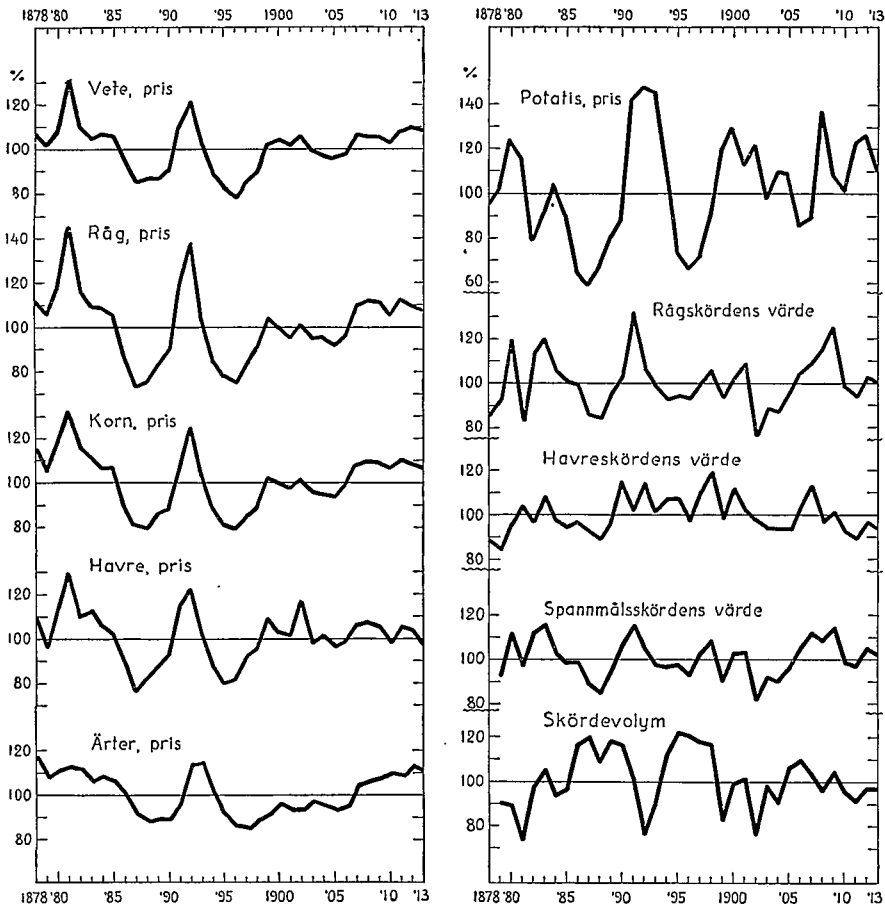 1878 '80 '85 '90 '95 1900 '05 '10 '13
%
Vete, pris
120
100
80
Råg, pris
140
120
100
80
Korn, pris
120
100
80
Havre, pris
120
100
80
Ärter, pris
120
100
80
1878 '80 '85 '90 '95 1900 '05 '10 '13
1878 '80 '85 '90 '95 1900 '05 '10 '13
%
Potatis, pris
140
120
100
80
60
Rågskördens värde
120
100
80
Havreskördens värde
120
100
80
Spannmålsskördens värde
120
100
80
Skördevolym
120
100
80
1878 '80 '85 '90 '95 1900 '05 '10 '13